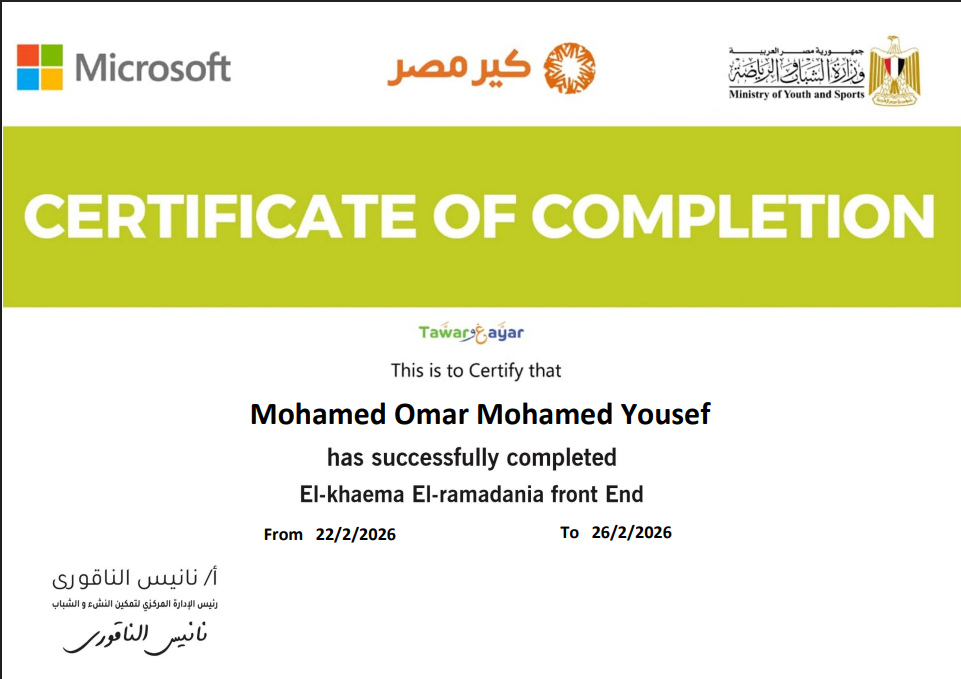 Microsoft
كير مصر
جمهورية مصر العربية
وزارة الشباب والرياضة
Ministry of Youth and Sports
CERTIFICATE OF COMPLETION
Tawar وغ ayar
This is to Certify that
Mohamed Omar Mohamed Yousef
has successfully completed
El-khaema El-ramadania front End
From 22/2/2026 To 26/2/2026
أ/ نانيس الناقورى
رئيس الإدارة المركزي لتمكين النشء و الشباب
نانيس الناقورى